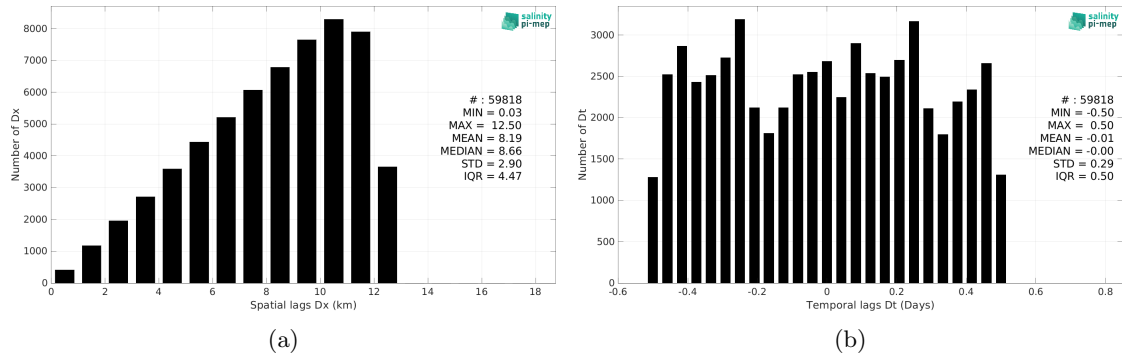 salinity
pi-mep
8000
7000
6000
5000
4000
3000
2000
1000
0
Number of Dx
# : 59818
MIN = 0.03
MAX = 12.50
MEAN = 8.19
MEDIAN = 8.66
STD = 2.90
IQR = 4.47
0 2 4 6 8 10 12 14 16 18
Spatial lags Dx (km)
(a)
salinity
pi-mep
3000
2500
2000
1500
1000
500
0
Number of Dt
# : 59818
MIN = -0.50
MAX = 0.50
MEAN = -0.01
MEDIAN = -0.00
STD = 0.29
IQR = 0.50
-0.6 -0.4 -0.2 0 0.2 0.4 0.6 0.8
Temporal lags Dt (Days)
(b)